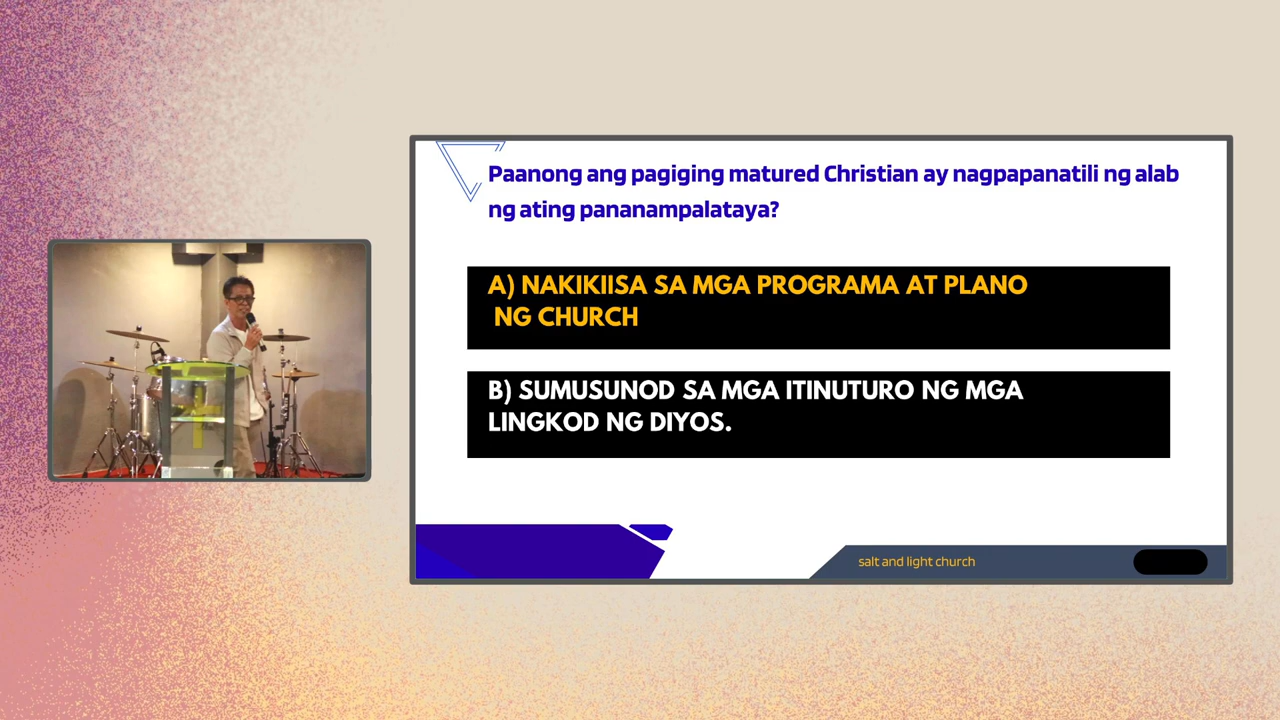 Paanong ang pagiging matured Christian ay nagpapanatili ng alab
ng ating pananampalataya?
A) NAKIKIISA SA MGA PROGRAMA AT PLANO
NG CHURCH
B) SUMUSUNOD SA MGA ITINUTURO NG MGA
LINGKOD NG DIYOS.
salt and light church